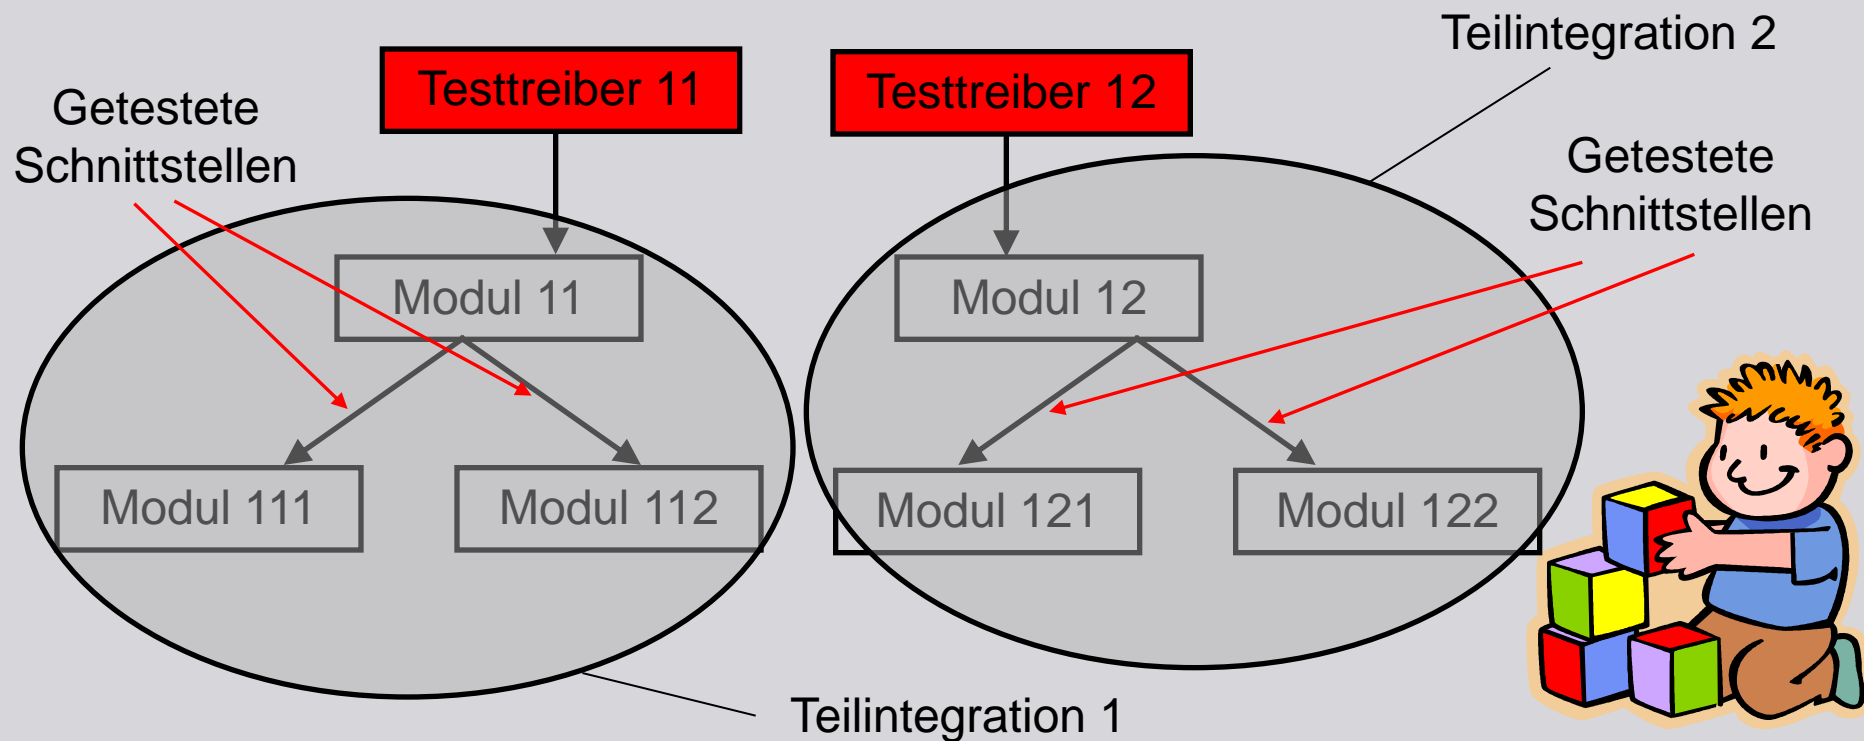 Teilintegration 2
Testtreiber 11
Testtreiber 12
Getestete
Schnittstellen
Getestete
Schnittstellen
Modul 11
Modul 12
Modul 111
Modul 112
Modul 121
Modul 122
Teilintegration 1